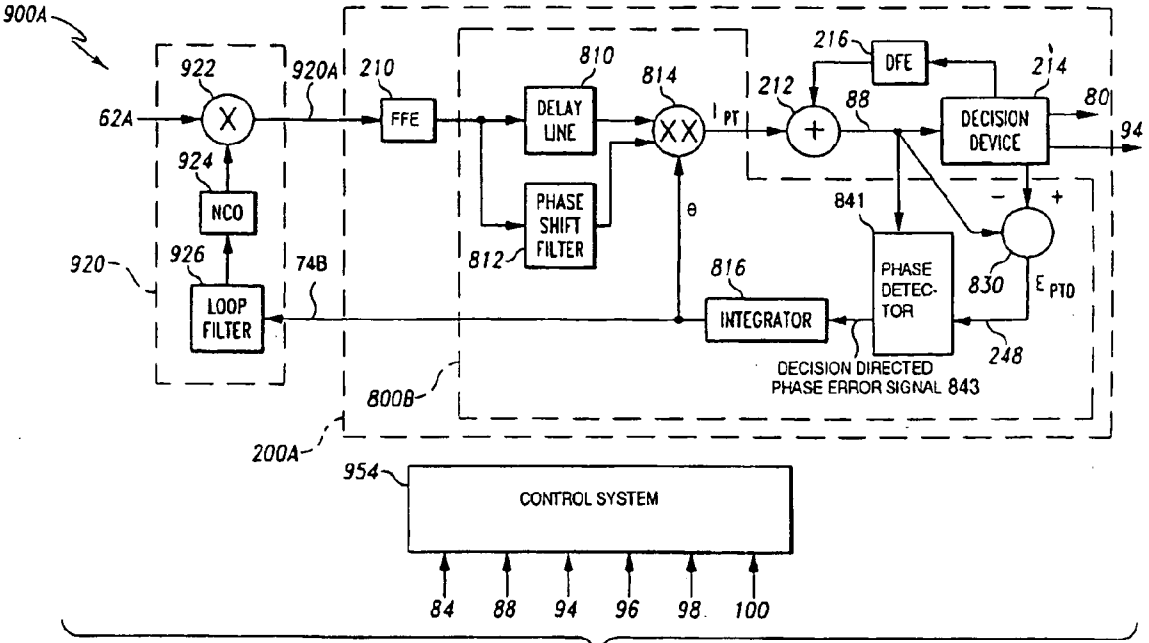 900A
922
920A
62A
X
924
NCO
926
920
LOOP
FILTER
74B
210
FFE
810
DELAY
LINE
814
XX
I PT
PHASE
SHIFT
FILTER
812
θ
816
INTEGRATOR
216
DFE
212
+
88
214
DECISION
DEVICE
80
94
841
PHASE
DETEC-
TOR
− +
830
ε PTD
248
DECISION DIRECTED
PHASE ERROR SIGNAL 843
800B
200A
954
CONTROL SYSTEM
84 88 94 96 98 100